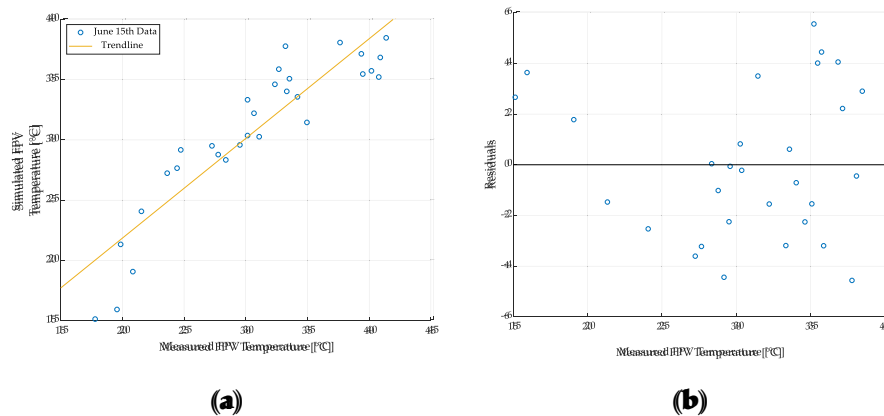 40
35
30
25
20
15
June 15th Data
Trendline
Simulated FPV
Temperature [°C]
15 20 25 30 35 40 45
Measured FPV Temperature [°C]
(a)
6
4
2
0
-2
-4
-6
Residuals
15 20 25 30 35 40
Measured FPV Temperature [°C]
(b)